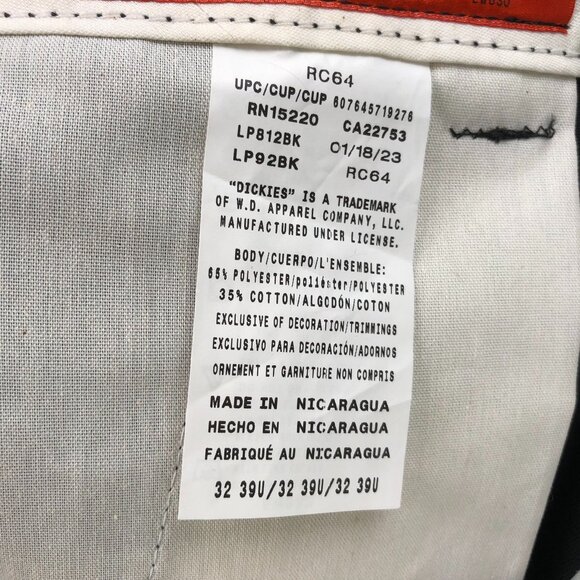 RC64
UPC/CUP/CUP 607645719276
RN15220 CA22753
LP812BK 01/18/23
LP92BK RC64
"DICKIES" IS A TRADEMARK
OF W.D. APPAREL COMPANY, LLC.
MANUFACTURED UNDER LICENSE.
BODY/CUERPO/L'ENSEMBLE:
65% POLYESTER/poliéster/POLYESTER
35% COTTON/ALGODÓN/COTON
EXCLUSIVE OF DECORATION/TRIMMINGS
EXCLUSIVO PARA DECORACIÓN/ADORNOS
ORNEMENT ET GARNITURE NON COMPRIS
MADE IN NICARAGUA
HECHO EN NICARAGUA
FABRIQUÉ AU NICARAGUA
32 39U/32 39U/32 39U